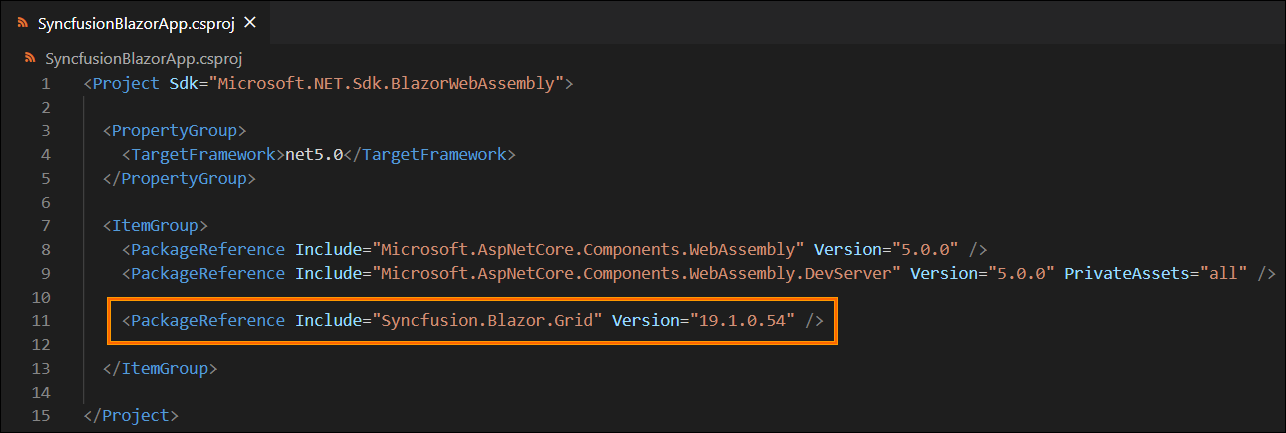 SyncfusionBlazorApp.csproj ✕
SyncfusionBlazorApp.csproj
1 <Project Sdk="Microsoft.NET.Sdk.BlazorWebAssembly">
2
3 <PropertyGroup>
4 <TargetFramework>net5.0</TargetFramework>
5 </PropertyGroup>
6
7 <ItemGroup>
8 <PackageReference Include="Microsoft.AspNetCore.Components.WebAssembly" Version="5.0.0" />
9 <PackageReference Include="Microsoft.AspNetCore.Components.WebAssembly.DevServer" Version="5.0.0" PrivateAssets="all" />
10
11 <PackageReference Include="Syncfusion.Blazor.Grid" Version="19.1.0.54" />
12
13 </ItemGroup>
14
15 </Project>